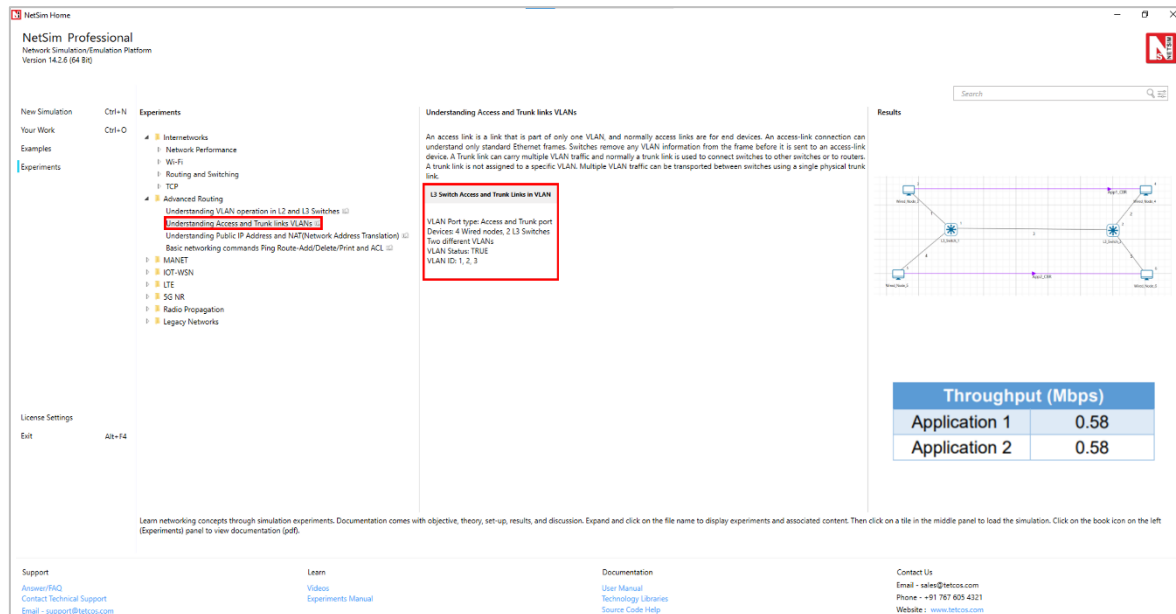 NetSim Home
NetSim Professional
Network Simulation/Emulation Platform
Version 14.2.6 (64 Bit)
NETSIM
Search
New Simulation Ctrl+N
Your Work Ctrl+O
Examples
Experiments
License Settings
Exit Alt+F4
Experiments
Internetworks
Network Performance
Wi-Fi
Routing and Switching
TCP
Advanced Routing
Understanding VLAN operation in L2 and L3 Switches
Understanding Access and Trunk links VLANs
Understanding Public IP Address and NAT(Network Address Translation)
Basic networking commands Ping Route-Add/Delete/Print and ACL
MANET
IOT-WSN
LTE
5G NR
Radio Propagation
Legacy Networks
Understanding Access and Trunk links VLANs
An access link is a link that is part of only one VLAN, and normally access links are for end devices. An access-link connection can
understand only standard Ethernet frames. Switches remove any VLAN information from the frame before it is sent to an access-link
device. A Trunk link can carry multiple VLAN traffic and normally a trunk link is used to connect switches to other switches or to routers.
A trunk link is not assigned to a specific VLAN. Multiple VLAN traffic can be transported between switches using a single physical trunk
link.
L3 Switch Access and Trunk Links in VLAN
VLAN Port type: Access and Trunk port
Devices: 4 Wired nodes, 2 L3 Switches
Two different VLANs
VLAN Status: TRUE
VLAN ID: 1, 2, 3
Results
App1_CBR
App2_CBR
Throughput (Mbps)
Application 1 0.58
Application 2 0.58
Learn networking concepts through simulation experiments. Documentation comes with objective, theory, set-up, results, and discussion. Expand and click on the file name to display experiments and associated content. Then click on a tile in the middle panel to load the simulation. Click on the book icon on the left
(Experiments) panel to view documentation (pdf).
Support
Answer/FAQ
Contact Technical Support
Email - support@tetcos.com
Learn
Videos
Experiments Manual
Documentation
User Manual
Technology Libraries
Source Code Help
Contact Us
Email - sales@tetcos.com
Phone - +91 767 605 4321
Website : www.tetcos.com